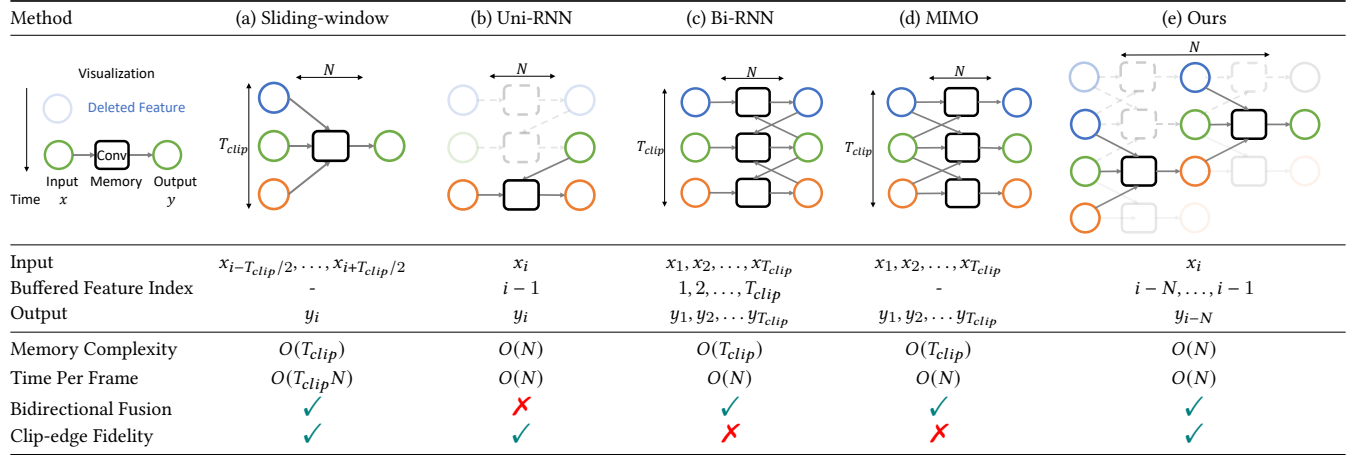 Method (a) Sliding-window (b) Uni-RNN (c) Bi-RNN (d) MIMO (e) Ours
Visualization
Deleted Feature
Conv
Input Memory Output
Time x y
N
T_clip
N
N
T_clip
N
T_clip
N
Input x_{i−T_clip/2}, . . . , x_{i+T_clip/2} x_i x_1, x_2, . . . , x_{T_clip} x_1, x_2, . . . , x_{T_clip} x_i
Buffered Feature Index - i − 1 1, 2, . . . , T_clip - i − N, . . . , i − 1
Output y_i y_i y_1, y_2, . . . y_{T_clip} y_1, y_2, . . . y_{T_clip} y_{i−N}
Memory Complexity O(T_clip) O(N) O(T_clip) O(T_clip) O(N)
Time Per Frame O(T_clip N) O(N) O(N) O(N) O(N)
Bidirectional Fusion ✓ ✗ ✓ ✓ ✓
Clip-edge Fidelity ✓ ✓ ✗ ✗ ✓